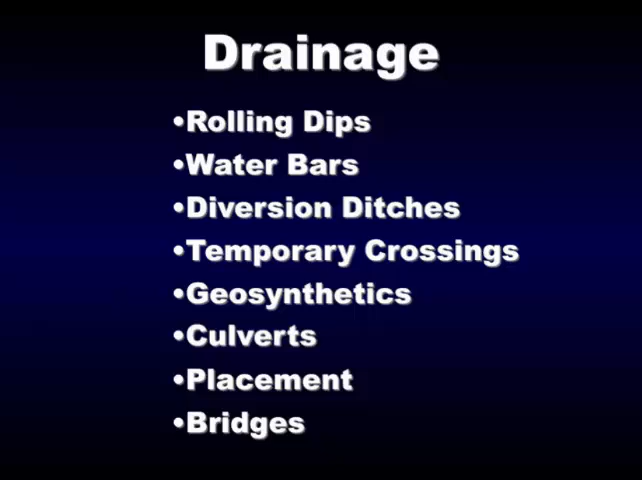 Drainage
•Rolling Dips
•Water Bars
•Diversion Ditches
•Temporary Crossings
•Geosynthetics
•Culverts
•Placement
•Bridges